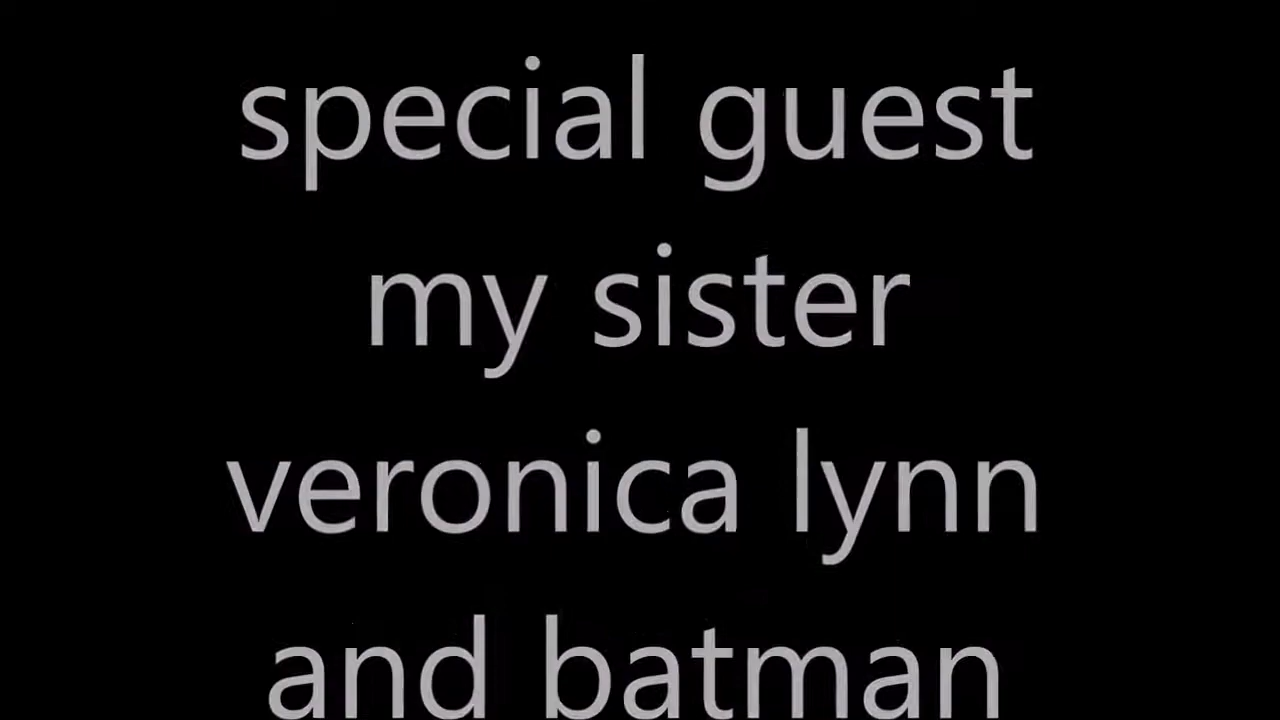 special guest
my sister
veronica lynn
and batman